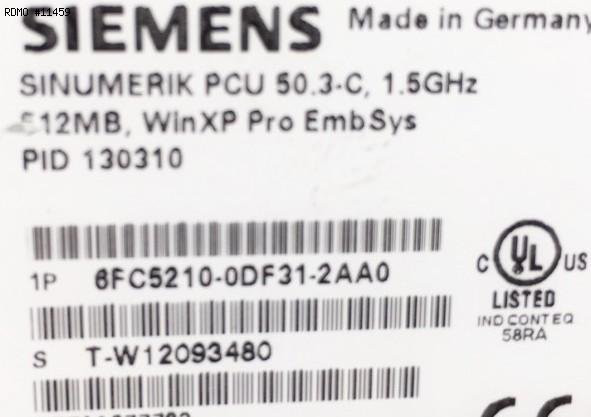 RDMO #11459
SIEMENS Made in Germany
SINUMERIK PCU 50.3-C, 1.5GHz
512MB, WinXP Pro EmbSys
PID 130310
1P 6FC5210-0DF31-2AA0
C UL US
LISTED
IND CONT EQ
58RA
S T-W12093480
CE